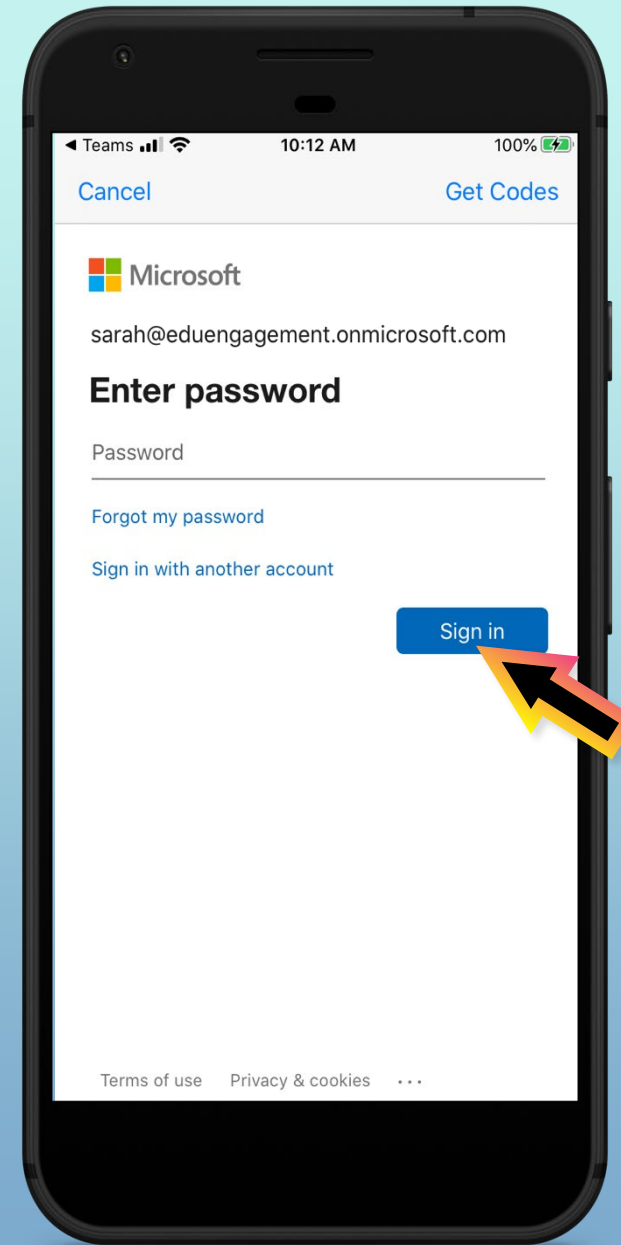 Teams 10:12 AM 100%
Cancel Get Codes
Microsoft
sarah@eduengagement.onmicrosoft.com
Enter password
Password
Forgot my password
Sign in with another account
Sign in
Terms of use Privacy & cookies ...